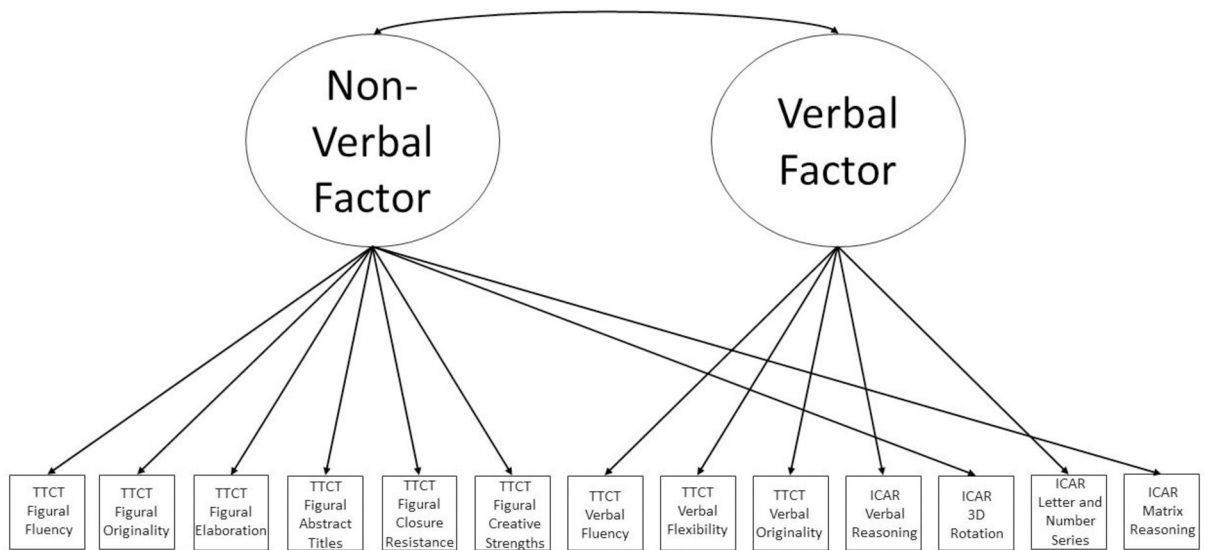 Non-
Verbal
Factor
Verbal
Factor
TTCT
Figural
Fluency
TTCT
Figural
Originality
TTCT
Figural
Elaboration
TTCT
Figural
Abstract
Titles
TTCT
Figural
Closure
Resistance
TTCT
Figural
Creative
Strengths
TTCT
Verbal
Fluency
TTCT
Verbal
Flexibility
TTCT
Verbal
Originality
ICAR
Verbal
Reasoning
ICAR
3D
Rotation
ICAR
Letter and
Number
Series
ICAR
Matrix
Reasoning